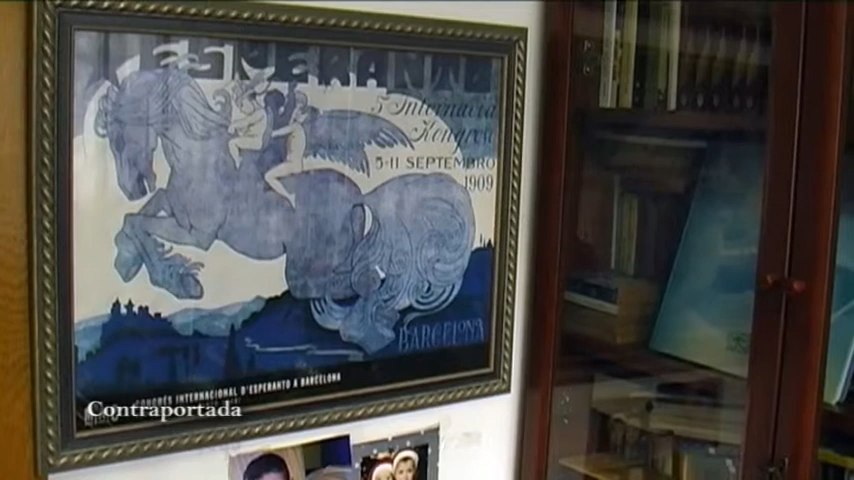 ESPERANTO
5ª Internacia
Kongreso
5-11 SEPTEMBRO
1909
BARCELONA
CONGRÉS INTERNACIONAL D'ESPERANTO A BARCELONA
Contraportada